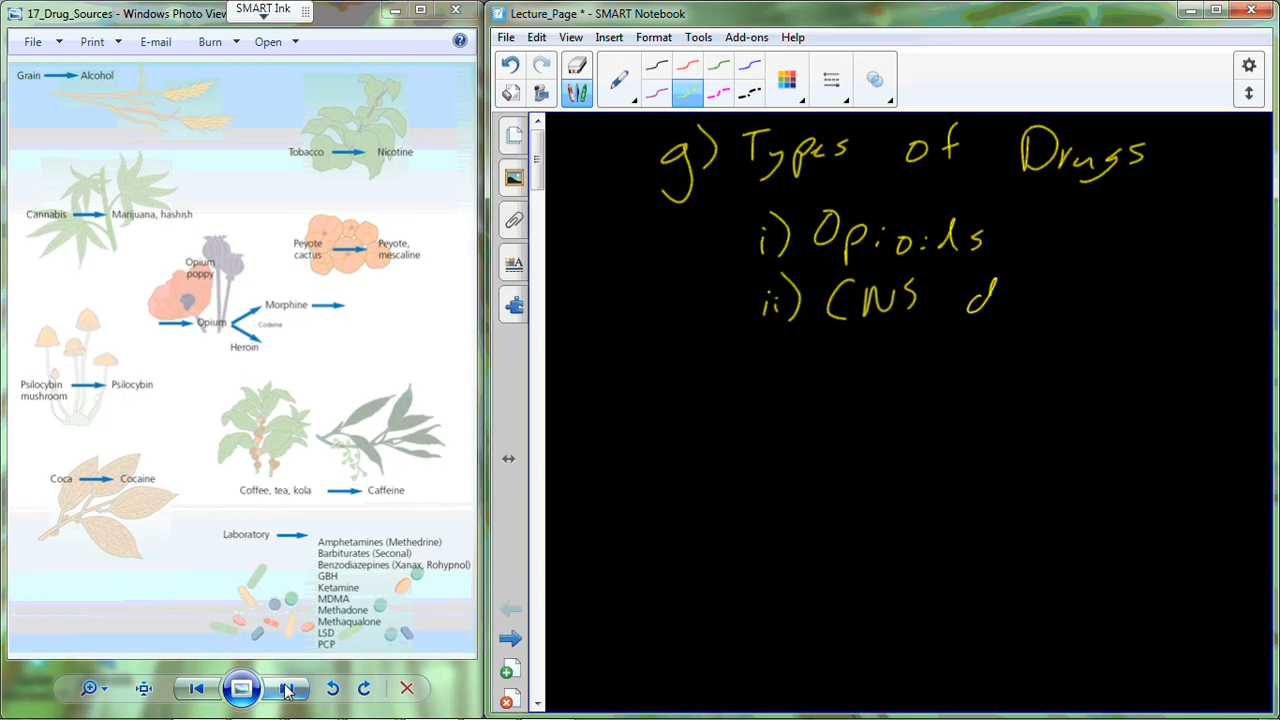 17_Drug_Sources - Windows Photo View
SMART Ink
File Print E-mail Burn Open
Grain Alcohol
Tobacco Nicotine
Cannabis Marijuana, hashish
Peyote cactus Peyote, mescaline
Opium poppy
Opium
Morphine
Codeine
Heroin
Psilocybin mushroom Psilocybin
Coffee, tea, kola Caffeine
Coca Cocaine
Laboratory
Amphetamines (Methedrine)
Barbiturates (Seconal)
Benzodiazepines (Xanax, Rohypnol)
GBH
Ketamine
MDMA
Methadone
Methaqualone
LSD
PCP
Lecture_Page * - SMART Notebook
File Edit View Insert Format Tools Add-ons Help
g) Types of Drugs
i) Opioids
ii) CNS d